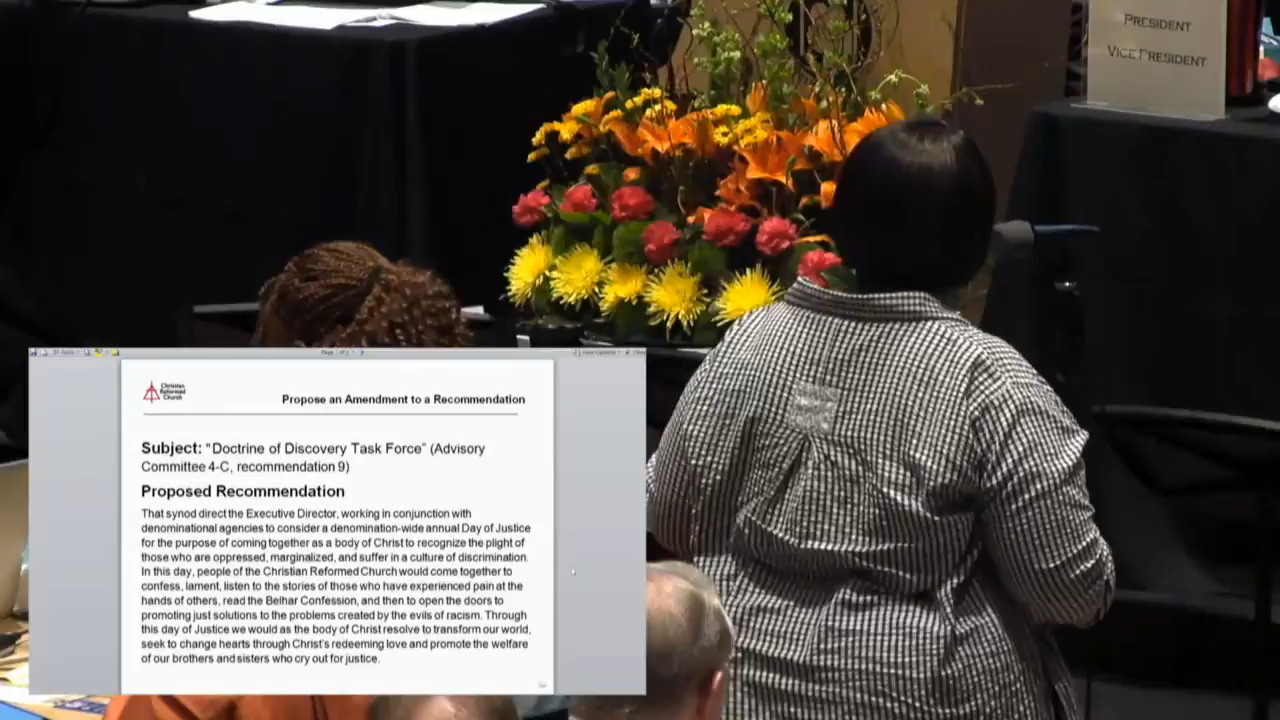 PRESIDENT
VICE PRESIDENT
Christian
Reformed
Church
Propose an Amendment to a Recommendation
Subject: "Doctrine of Discovery Task Force" (Advisory
Committee 4-C, recommendation 9)
Proposed Recommendation
That synod direct the Executive Director, working in conjunction with
denominational agencies to consider a denomination-wide annual Day of Justice
for the purpose of coming together as a body of Christ to recognize the plight of
those who are oppressed, marginalized, and suffer in a culture of discrimination.
In this day, people of the Christian Reformed Church would come together to
confess, lament, listen to the stories of those who have experienced pain at the
hands of others, read the Belhar Confession, and then to open the doors to
promoting just solutions to the problems created by the evils of racism. Through
this day of Justice we would as the body of Christ resolve to transform our world,
seek to change hearts through Christ's redeeming love and promote the welfare
of our brothers and sisters who cry out for justice.